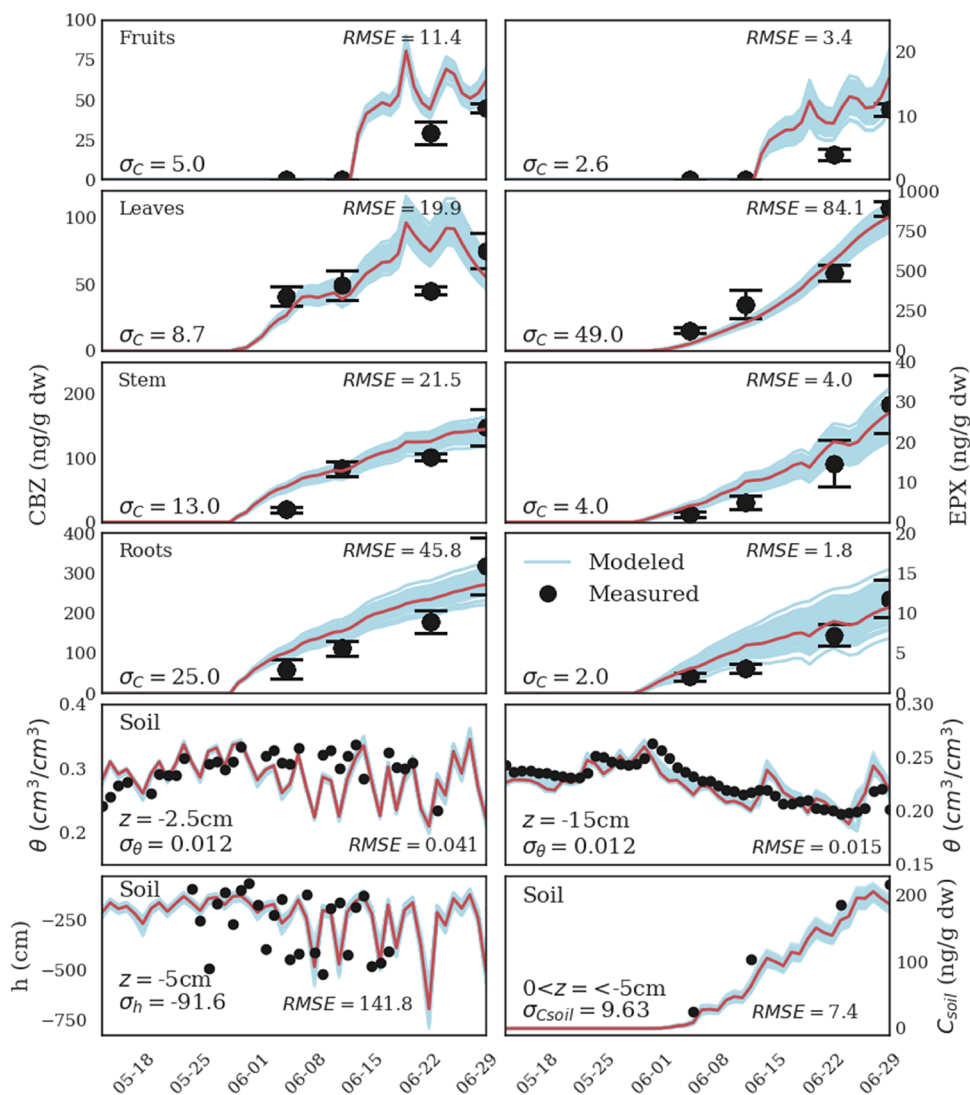 100
75
50
25
0
Fruits
RMSE = 11.4
σC = 5.0
RMSE = 3.4
σC = 2.6
20
10
0
100
50
0
Leaves
RMSE = 19.9
σC = 8.7
RMSE = 84.1
σC = 49.0
1000
750
500
250
0
CBZ (ng/g dw)
200
100
0
Stem
RMSE = 21.5
σC = 13.0
RMSE = 4.0
σC = 4.0
40
30
20
10
0
EPX (ng/g dw)
400
300
200
100
0
Roots
RMSE = 45.8
σC = 25.0
RMSE = 1.8
Modeled
Measured
σC = 2.0
20
15
10
5
0
θ (cm³/cm³)
0.4
0.3
0.2
Soil
z = -2.5cm
σθ = 0.012
RMSE = 0.041
z = -15cm
σθ = 0.012
RMSE = 0.015
0.30
0.25
0.20
0.15
θ (cm³/cm³)
h (cm)
−250
−500
−750
Soil
z = -5cm
σh = -91.6
RMSE = 141.8
Soil
0<z = <-5cm
σCsoil = 9.63
RMSE = 7.4
200
100
0
Csoil (ng/g dw)
05-18
05-25
06-01
06-08
06-15
06-22
06-29
05-18
05-25
06-01
06-08
06-15
06-22
06-29